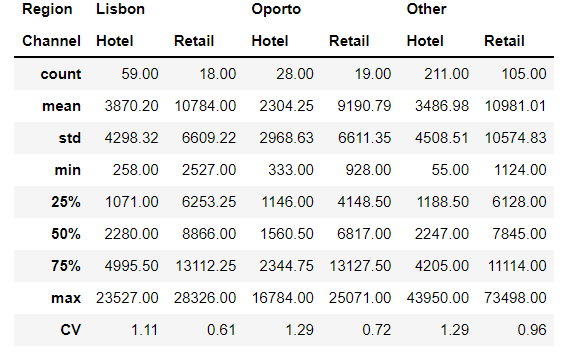 Region Lisbon Oporto Other
Channel Hotel Retail Hotel Retail Hotel Retail
count 59.00 18.00 28.00 19.00 211.00 105.00
mean 3870.20 10784.00 2304.25 9190.79 3486.98 10981.01
std 4298.32 6609.22 2968.63 6611.35 4508.51 10574.83
min 258.00 2527.00 333.00 928.00 55.00 1124.00
25% 1071.00 6253.25 1146.00 4148.50 1188.50 6128.00
50% 2280.00 8866.00 1560.50 6817.00 2247.00 7845.00
75% 4995.50 13112.25 2344.75 13127.50 4205.00 11114.00
max 23527.00 28326.00 16784.00 25071.00 43950.00 73498.00
CV 1.11 0.61 1.29 0.72 1.29 0.96